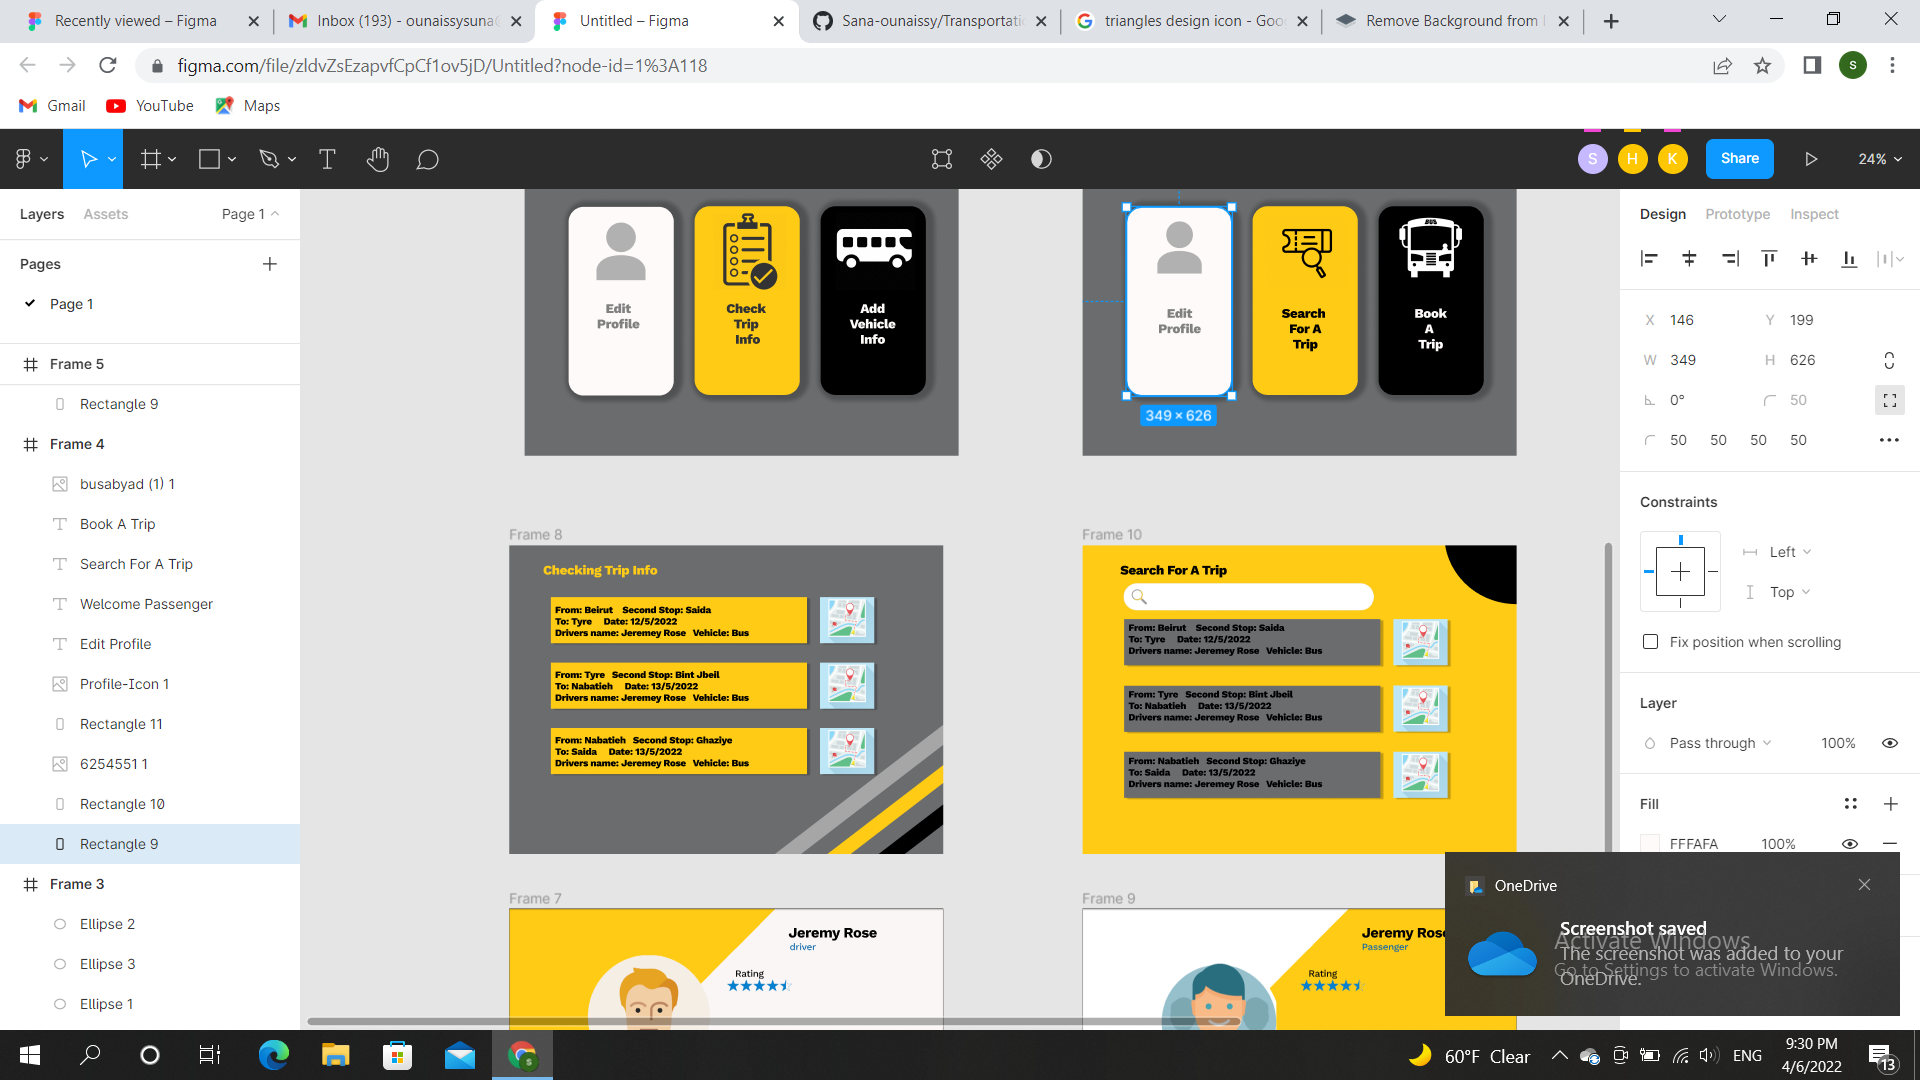 Recently viewed – Figma
Inbox (193) - ounaissysuna
Untitled – Figma
Sana-ounaissy/Transportati
triangles design icon - Goo
Remove Background from
figma.com/file/zldvZsEzapvfCpCf1ov5jD/Untitled?node-id=1%3A118
S
Gmail
YouTube
Maps
S
H
K
Share
24%
Layers
Assets
Page 1
Pages
Page 1
Frame 5
Rectangle 9
Frame 4
busabyad (1) 1
Book A Trip
Search For A Trip
Welcome Passenger
Edit Profile
Profile-Icon 1
Rectangle 11
6254551 1
Rectangle 10
Rectangle 9
Frame 3
Ellipse 2
Ellipse 3
Ellipse 1
Edit
Profile
Check
Trip
Info
Add
Vehicle
Info
Edit
Profile
Search
For A
Trip
BUS
Book
A
Trip
349 × 626
Frame 8
Checking Trip Info
From: Beirut Second Stop: Saida
To: Tyre Date: 12/5/2022
Drivers name: Jeremey Rose Vehicle: Bus
From: Tyre Second Stop: Bint Jbeil
To: Nabatieh Date: 13/5/2022
Drivers name: Jeremey Rose Vehicle: Bus
From: Nabatieh Second Stop: Ghaziye
To: Saida Date: 13/5/2022
Drivers name: Jeremey Rose Vehicle: Bus
Frame 10
Search For A Trip
From: Beirut Second Stop: Saida
To: Tyre Date: 12/5/2022
Drivers name: Jeremey Rose Vehicle: Bus
From: Tyre Second Stop: Bint Jbeil
To: Nabatieh Date: 13/5/2022
Drivers name: Jeremey Rose Vehicle: Bus
From: Nabatieh Second Stop: Ghaziye
To: Saida Date: 13/5/2022
Drivers name: Jeremey Rose Vehicle: Bus
Frame 7
Jeremy Rose
driver
Rating
Frame 9
Jeremy Rose
Passenger
Rating
Design
Prototype
Inspect
X 146
Y 199
W 349
H 626
0°
50
50 50 50 50
Constraints
Left
Top
Fix position when scrolling
Layer
Pass through
100%
Fill
FFFAFA
100%
OneDrive
Screenshot saved
The screenshot was added to your
OneDrive.
Activate Windows
Go to Settings to activate Windows.
S
60°F Clear
ENG
9:30 PM
4/6/2022
13